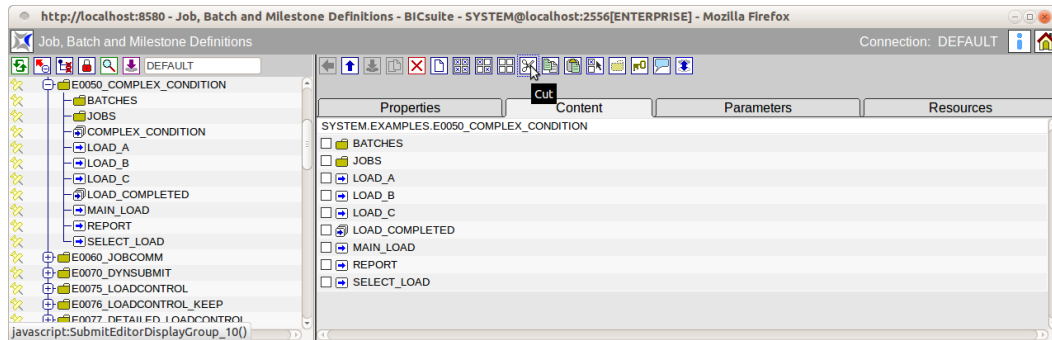 http://localhost:8580 - Job, Batch and Milestone Definitions - BICsuite - SYSTEM@localhost:2556[ENTERPRISE] - Mozilla Firefox
Job, Batch and Milestone Definitions
Connection: DEFAULT
DEFAULT
Cut
E0050_COMPLEX_CONDITION
BATCHES
JOBS
COMPLEX_CONDITION
LOAD_A
LOAD_B
LOAD_C
LOAD_COMPLETED
MAIN_LOAD
REPORT
SELECT_LOAD
E0060_JOBCOMM
E0070_DYNSUBMIT
E0075_LOADCONTROL
E0076_LOADCONTROL_KEEP
E0077_DETAILED_LOADCONTROL
javascript:SubmitEditorDisplayGroup_10()
Properties Content Parameters Resources
SYSTEM.EXAMPLES.E0050_COMPLEX_CONDITION
BATCHES
JOBS
LOAD_A
LOAD_B
LOAD_C
LOAD_COMPLETED
MAIN_LOAD
REPORT
SELECT_LOAD